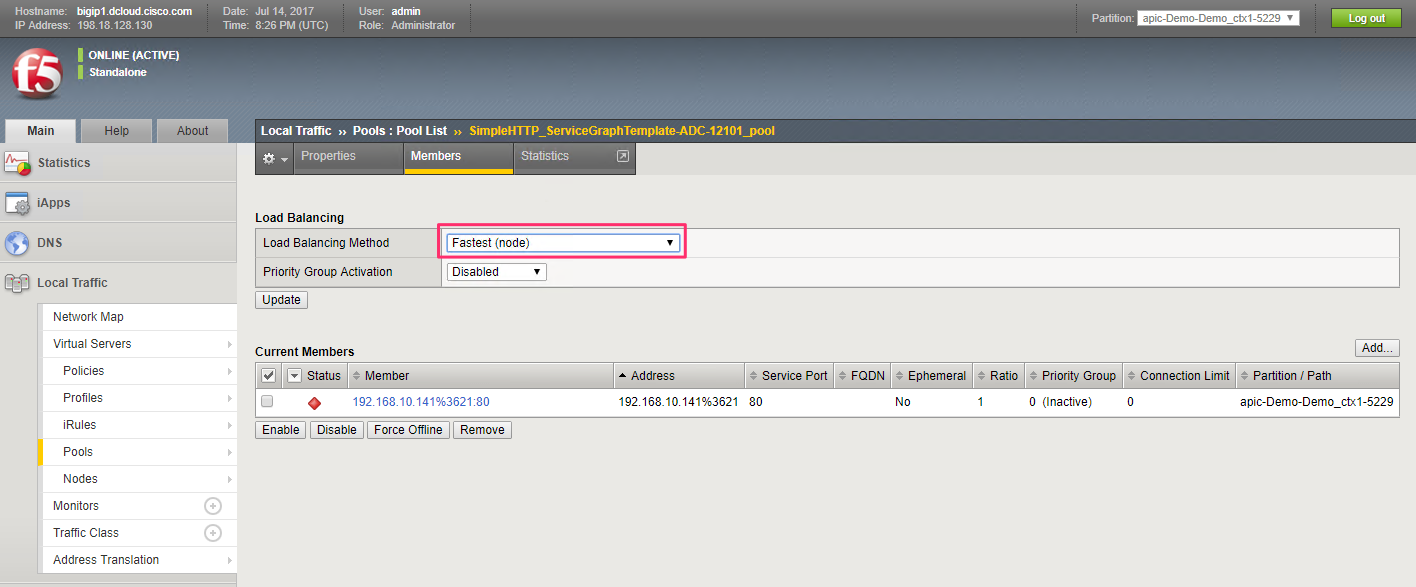 Hostname: bigip1.dcloud.cisco.com Date: Jul 14, 2017 User: admin
IP Address: 198.18.128.130 Time: 8:26 PM (UTC) Role: Administrator
Partition: apic-Demo-Demo_ctx1-5229 Log out
f5
ONLINE (ACTIVE)
Standalone
Main Help About
Local Traffic ›› Pools : Pool List ›› SimpleHTTP_ServiceGraphTemplate-ADC-12101_pool
Properties Members Statistics
Statistics
iApps
DNS
Local Traffic
Network Map
Virtual Servers
Policies
Profiles
iRules
Pools
Nodes
Monitors
Traffic Class
Address Translation
Load Balancing
Load Balancing Method Fastest (node)
Priority Group Activation Disabled
Update
Current Members Add...
Status Member Address Service Port FQDN Ephemeral Ratio Priority Group Connection Limit Partition / Path
192.168.10.141%3621:80 192.168.10.141%3621 80 No 1 0 (Inactive) 0 apic-Demo-Demo_ctx1-5229
Enable Disable Force Offline Remove